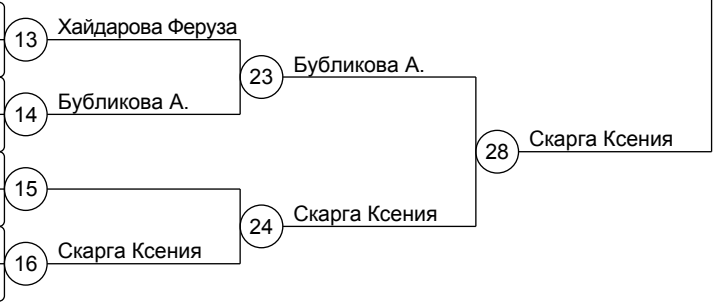 13 Хайдарова Феруза
23 Бубликова А.
14 Бубликова А.
28 Скарга Ксения
15
24 Скарга Ксения
16 Скарга Ксения